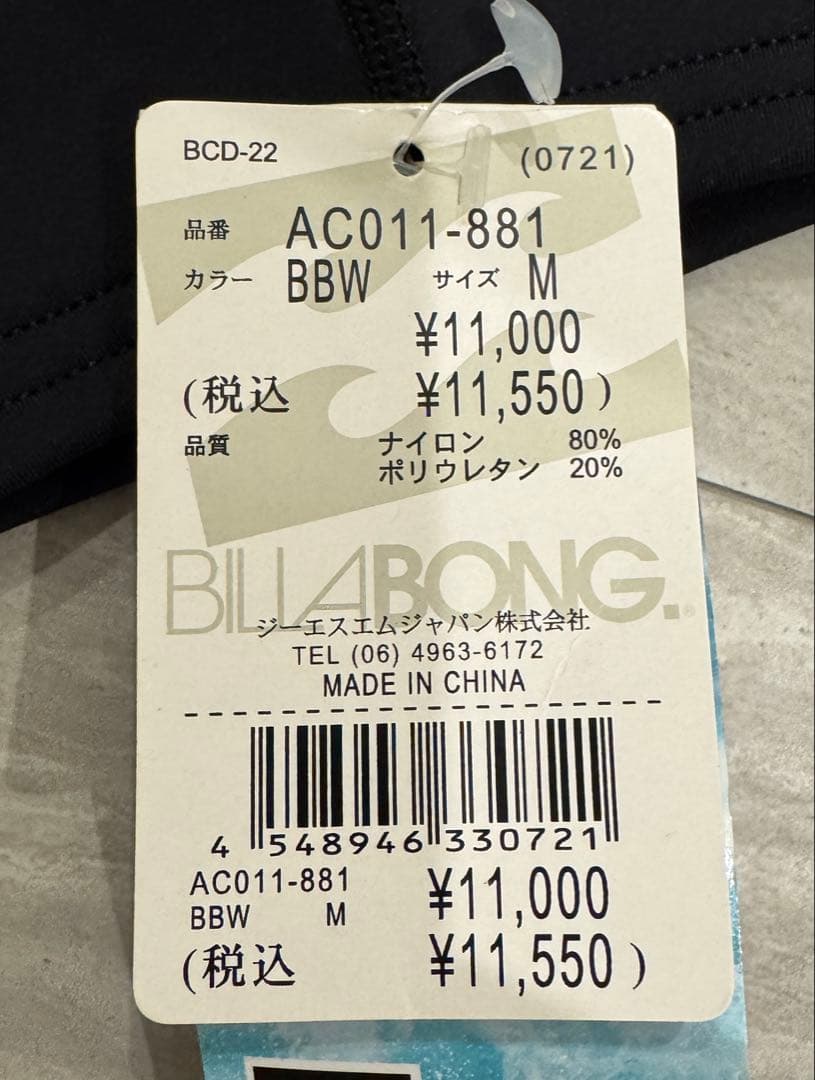 BCD-22 (0721)
品番 AC011-881
カラー BBW サイズ M
¥11,000
(税込 ¥11,550)
品質 ナイロン 80%
ポリウレタン 20%
BILLABONG.
ジーエスエムジャパン株式会社
TEL (06) 4963-6172
MADE IN CHINA
4 548946 330721
AC011-881 ¥11,000
BBW M
(税込 ¥11,550)